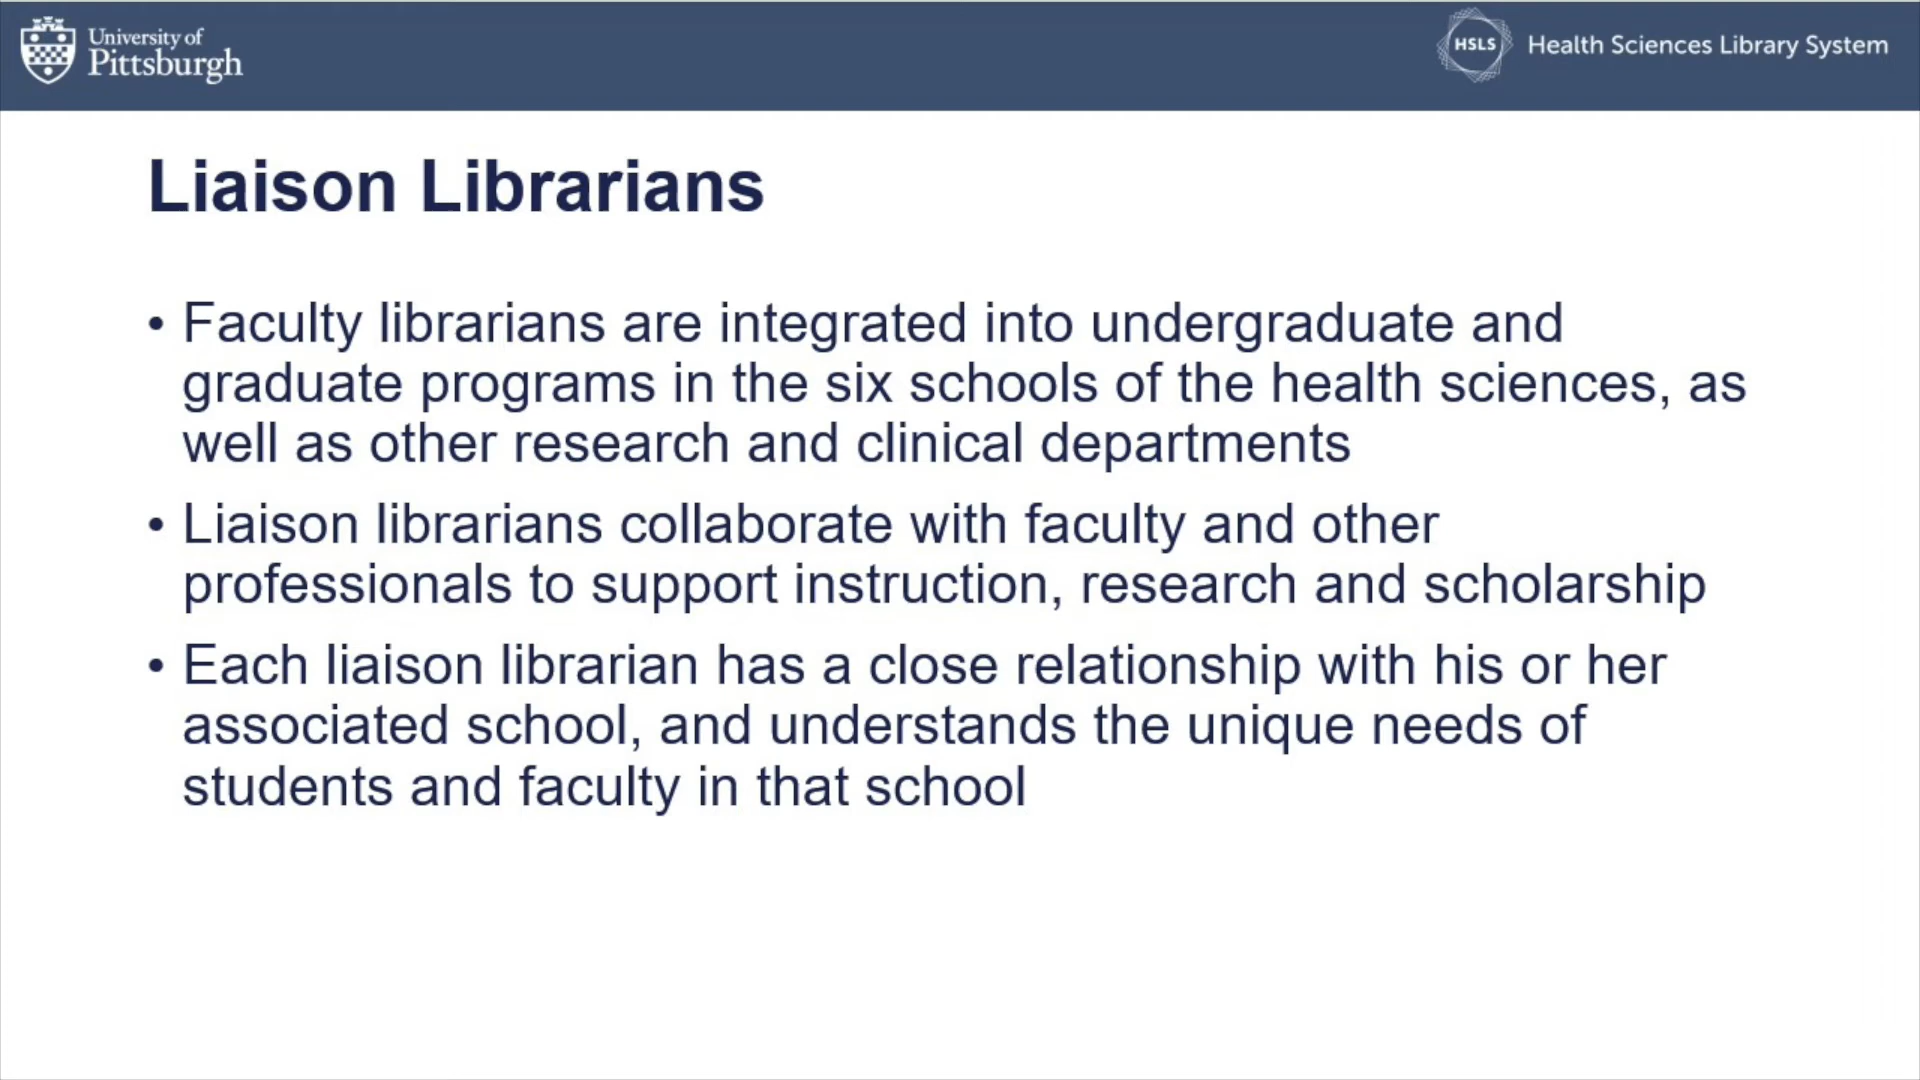 University of
Pittsburgh
HSLS
Health Sciences Library System
Liaison Librarians
• Faculty librarians are integrated into undergraduate and
graduate programs in the six schools of the health sciences, as
well as other research and clinical departments
• Liaison librarians collaborate with faculty and other
professionals to support instruction, research and scholarship
• Each liaison librarian has a close relationship with his or her
associated school, and understands the unique needs of
students and faculty in that school